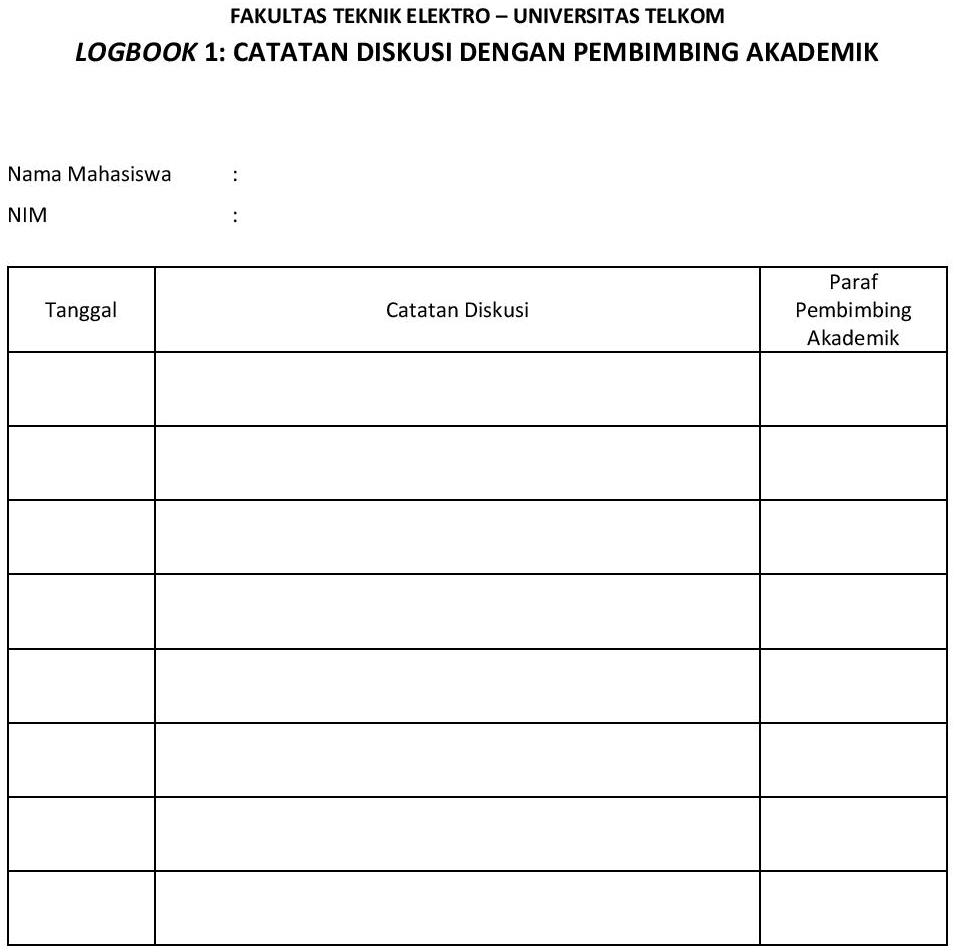 FAKULTAS TEKNIK ELEKTRO – UNIVERSITAS TELKOM
LOGBOOK 1: CATATAN DISKUSI DENGAN PEMBIMBING AKADEMIK
Nama Mahasiswa :
NIM :
Tanggal
Catatan Diskusi
Paraf
Pembimbing
Akademik